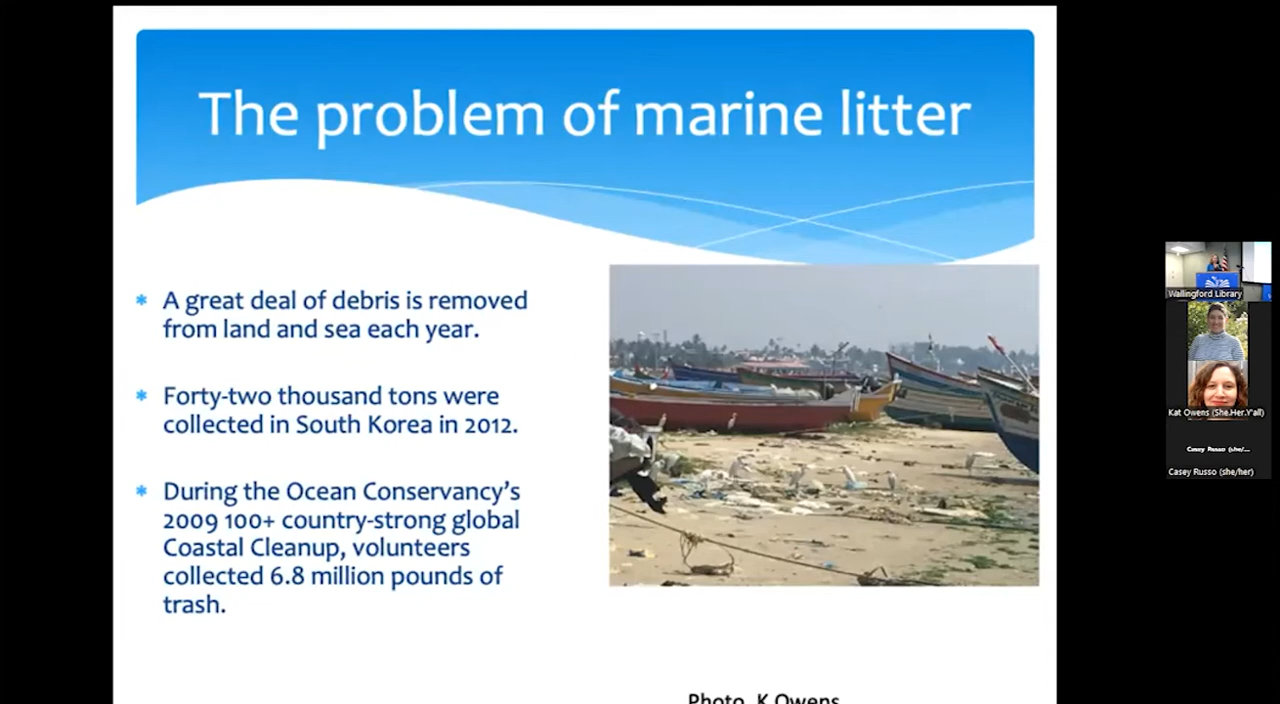 The problem of marine litter
* A great deal of debris is removed
from land and sea each year.
* Forty-two thousand tons were
collected in South Korea in 2012.
* During the Ocean Conservancy's
2009 100+ country-strong global
Coastal Cleanup, volunteers
collected 6.8 million pounds of
trash.
Photo K Owens
Wallingford Library
Kat Owens (She.Her.Y'all)
Casey Russo (she/...
Casey Russo (she/her)